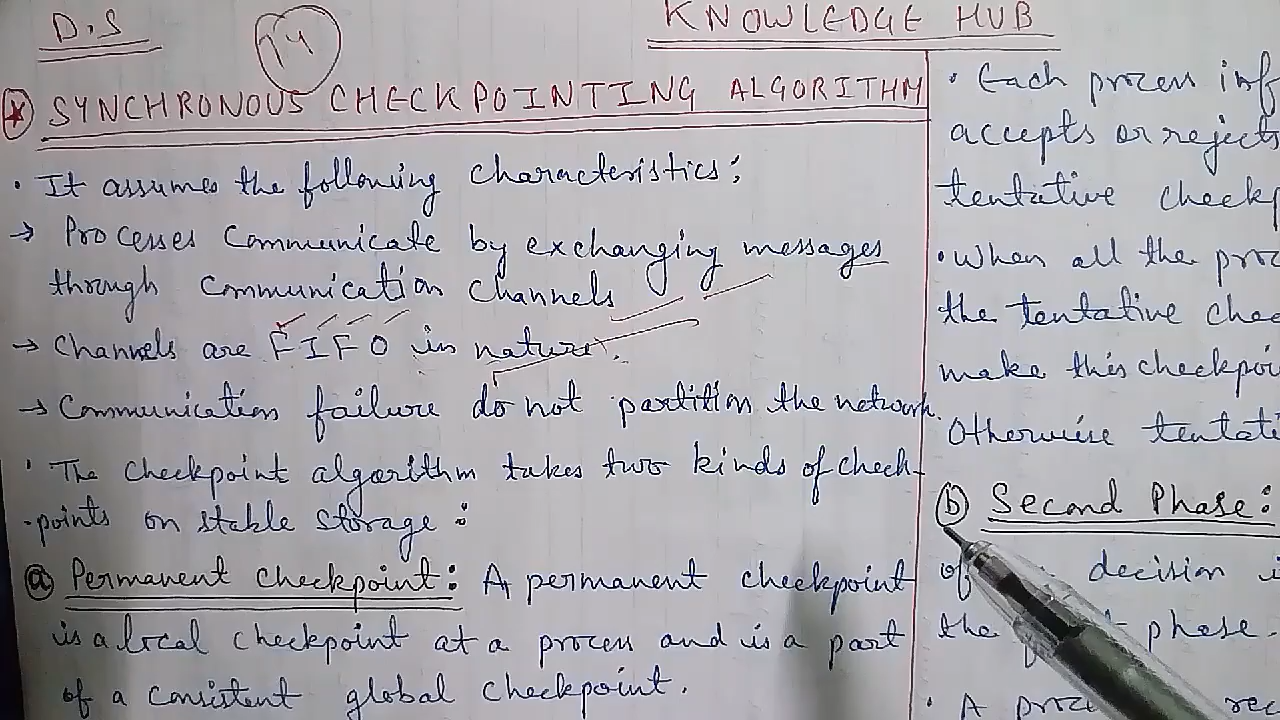 D.S
14
KNOWLEDGE HUB
* SYNCHRONOUS CHECKPOINTING ALGORITHM
• It assumes the following characteristics:
→ Processes Communicate by exchanging messages
through Communication Channels
→ Channels are FIFO in nature.
→ Communication failure do not partition the network.
• The Checkpoint algorithm takes two kinds of check-
-points on stable storage:
(a) Permanent Checkpoint: A permanent checkpoint
is a local checkpoint at a process and is a part
of a consistent global checkpoint.
• Each process inf
accepts or rejects
tentative checkp
• When all the proc
the tentative chec
make this checkpoi
Otherwise tentati
(b) Second Phase:
of decision i
the phase.
• A proce rec